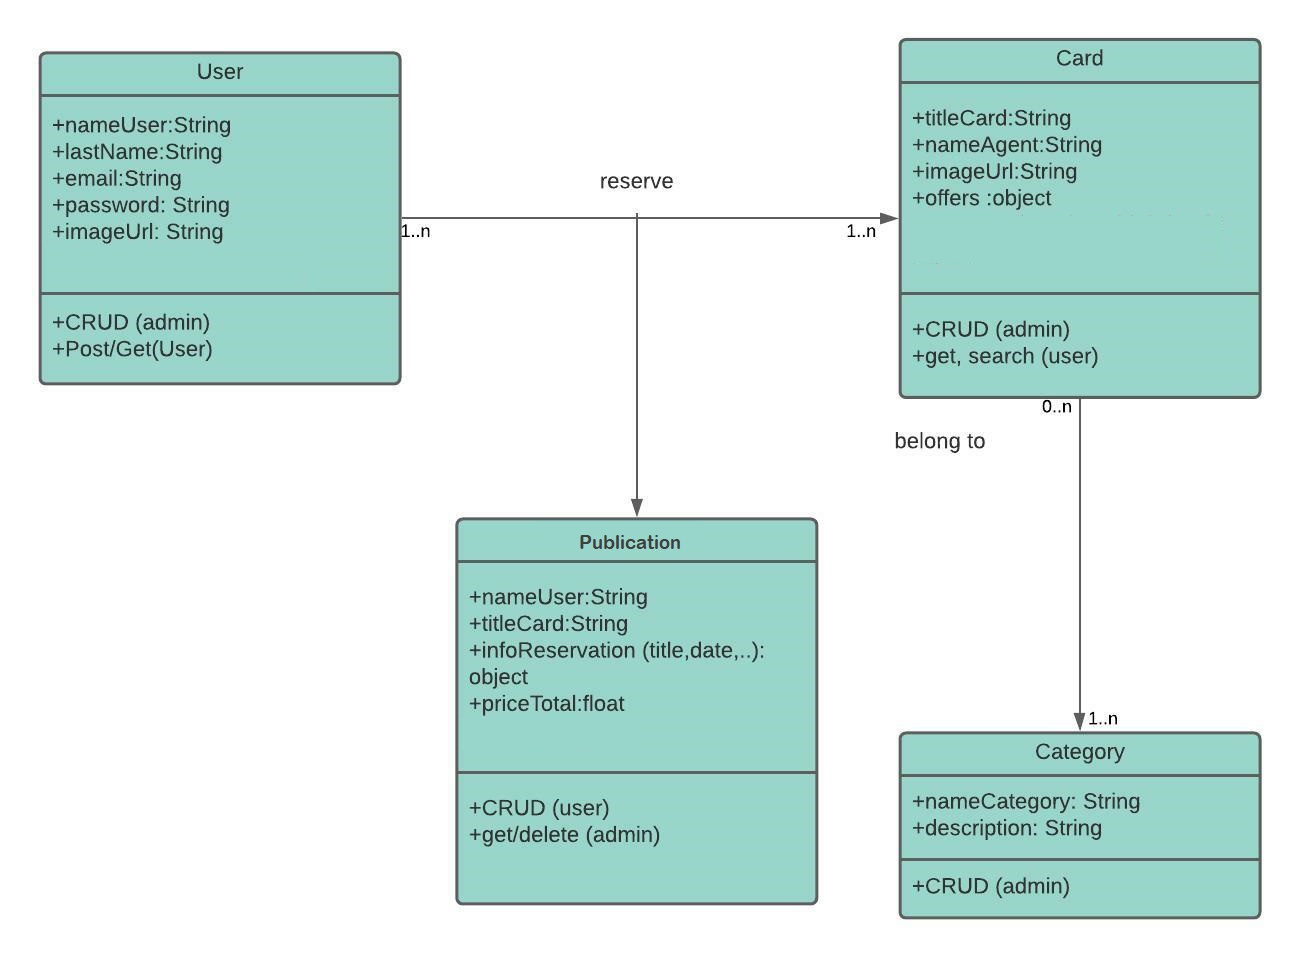 User
+nameUser:String
+lastName:String
+email:String
+password: String
+imageUrl: String
+CRUD (admin)
+Post/Get(User)
reserve
1..n
1..n
Card
+titleCard:String
+nameAgent:String
+imageUrl:String
+offers :object
+CRUD (admin)
+get, search (user)
0..n
belong to
1..n
Publication
+nameUser:String
+titleCard:String
+infoReservation (title,date,..):
object
+priceTotal:float
+CRUD (user)
+get/delete (admin)
Category
+nameCategory: String
+description: String
+CRUD (admin)